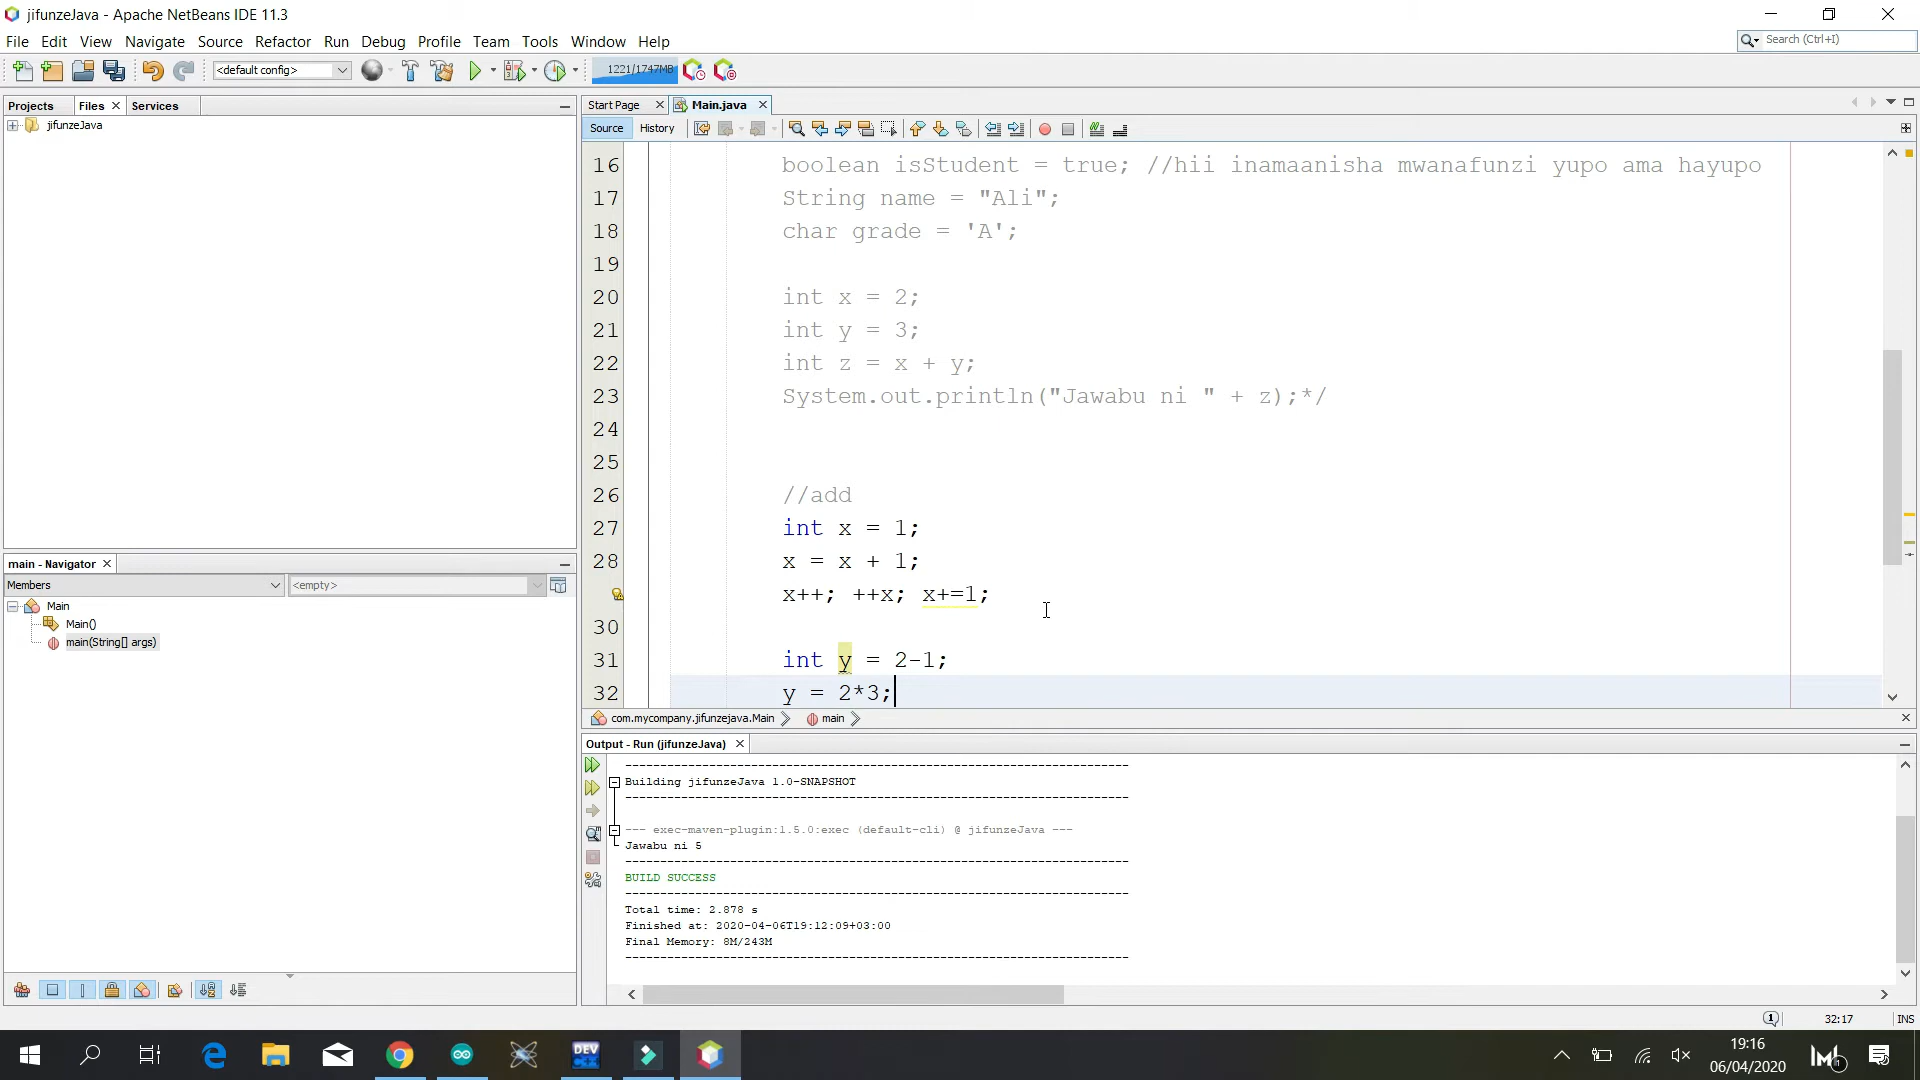 jifunzeJava - Apache NetBeans IDE 11.3
File Edit View Navigate Source Refactor Run Debug Profile Team Tools Window Help
Search (Ctrl+I)
<default config>
1221/1747MB
Projects Files Services
Start Page Main.java
jifunzeJava
Source History
16 boolean isStudent = true; //hii inamaanisha mwanafunzi yupo ama hayupo
17 String name = "Ali";
18 char grade = 'A';
19
20 int x = 2;
21 int y = 3;
22 int z = x + y;
23 System.out.println("Jawabu ni " + z);*/
24
25
26 //add
27 int x = 1;
28 x = x + 1;
x++; ++x; x+=1;
30
31 int y = 2-1;
32 y = 2*3;
main - Navigator
Members <empty>
Main
Main()
main(String[] args)
com.mycompany.jifunzejava.Main main
Output - Run (jifunzeJava)
------------------------------------------------------------------------
Building jifunzeJava 1.0-SNAPSHOT
------------------------------------------------------------------------
--- exec-maven-plugin:1.5.0:exec (default-cli) @ jifunzeJava ---
Jawabu ni 5
------------------------------------------------------------------------
BUILD SUCCESS
------------------------------------------------------------------------
Total time: 2.878 s
Finished at: 2020-04-06T19:12:09+03:00
Final Memory: 8M/243M
------------------------------------------------------------------------
1 32:17 INS
DEV C++
19:16
06/04/2020
1